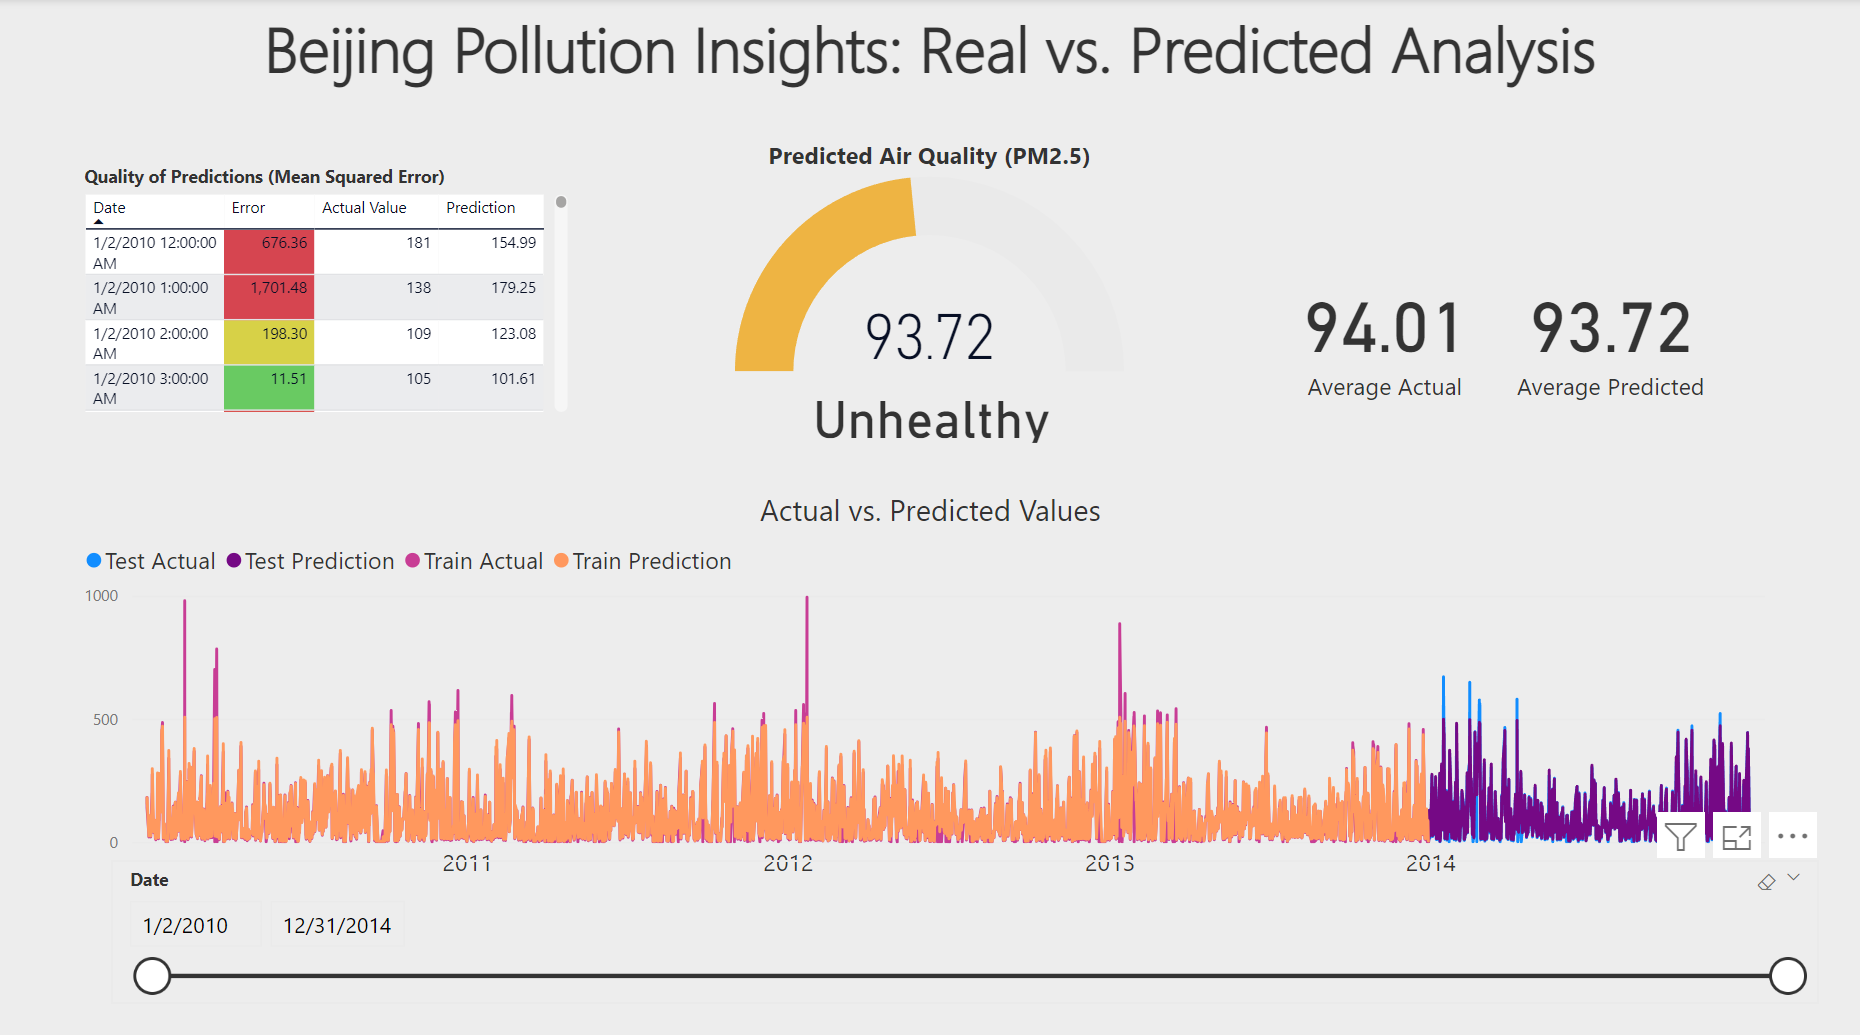 Beijing Pollution Insights: Real vs. Predicted Analysis
Quality of Predictions (Mean Squared Error)
Date Error Actual Value Prediction
1/2/2010 12:00:00 AM 676.36 181 154.99
1/2/2010 1:00:00 AM 1,701.48 138 179.25
1/2/2010 2:00:00 AM 198.30 109 123.08
1/2/2010 3:00:00 AM 11.51 105 101.61
Predicted Air Quality (PM2.5)
93.72
Unhealthy
94.01
Average Actual
93.72
Average Predicted
Actual vs. Predicted Values
Test Actual Test Prediction Train Actual Train Prediction
1000
500
0
2011 2012 2013 2014
Date
1/2/2010 12/31/2014